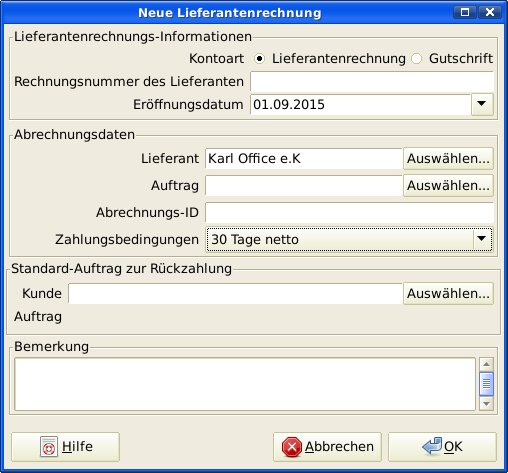 Neue Lieferantenrechnung
Lieferantenrechnungs-Informationen
Kontoart Lieferantenrechnung Gutschrift
Rechnungsnummer des Lieferanten
Eröffnungsdatum 01.09.2015
Abrechnungsdaten
Lieferant Karl Office e.K Auswählen...
Auftrag Auswählen...
Abrechnungs-ID
Zahlungsbedingungen 30 Tage netto
Standard-Auftrag zur Rückzahlung
Kunde Auswählen...
Auftrag
Bemerkung
Hilfe Abbrechen OK